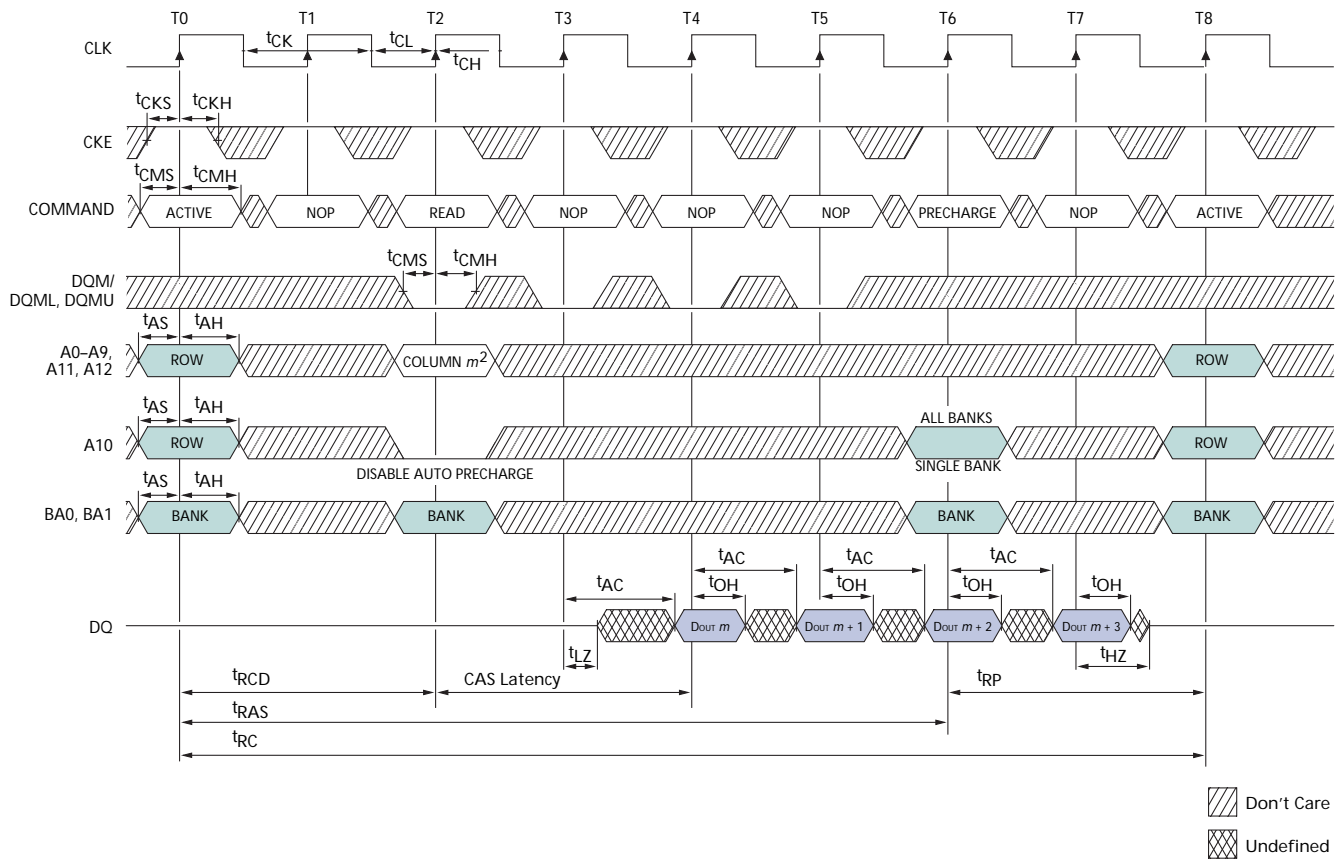 T0 T1 T2 T3 T4 T5 T6 T7 T8
CLK
tCK tCL
tCH
tCKS tCKH
CKE
tCMS tCMH
COMMAND ACTIVE NOP READ NOP NOP NOP PRECHARGE NOP ACTIVE
tCMS tCMH
DQM/
DQML, DQMU
tAS tAH
A0–A9,
A11, A12
ROW COLUMN m2 ROW
tAS tAH ALL BANKS
A10 ROW ROW
DISABLE AUTO PRECHARGE SINGLE BANK
tAS tAH
BA0, BA1 BANK BANK BANK BANK
tAC tAC tAC tAC
tOH tOH tOH tOH
DQ DOUT m DOUT m + 1 DOUT m + 2 DOUT m + 3
tLZ tHZ
tRCD CAS Latency tRP
tRAS
tRC
Don't Care
Undefined